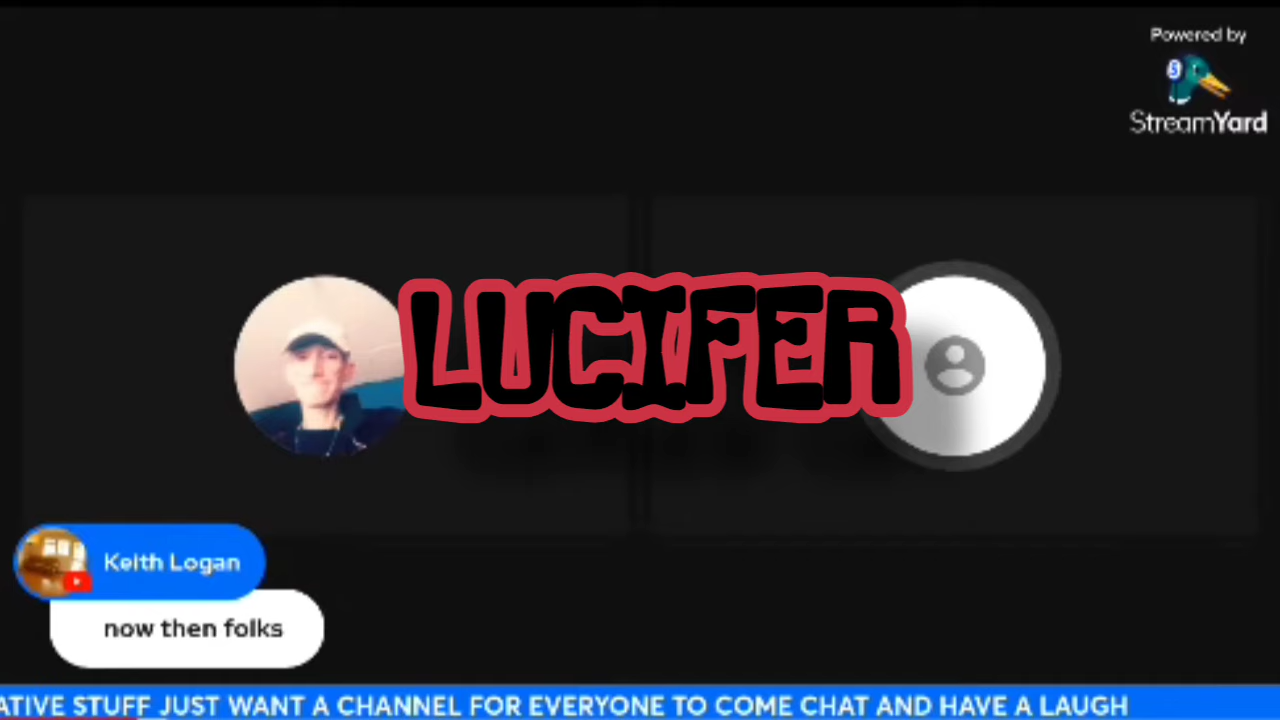 Powered by
StreamYard
LUCIFER
Keith Logan
now then folks
ATIVE STUFF JUST WANT A CHANNEL FOR EVERYONE TO COME CHAT AND HAVE A LAUGH